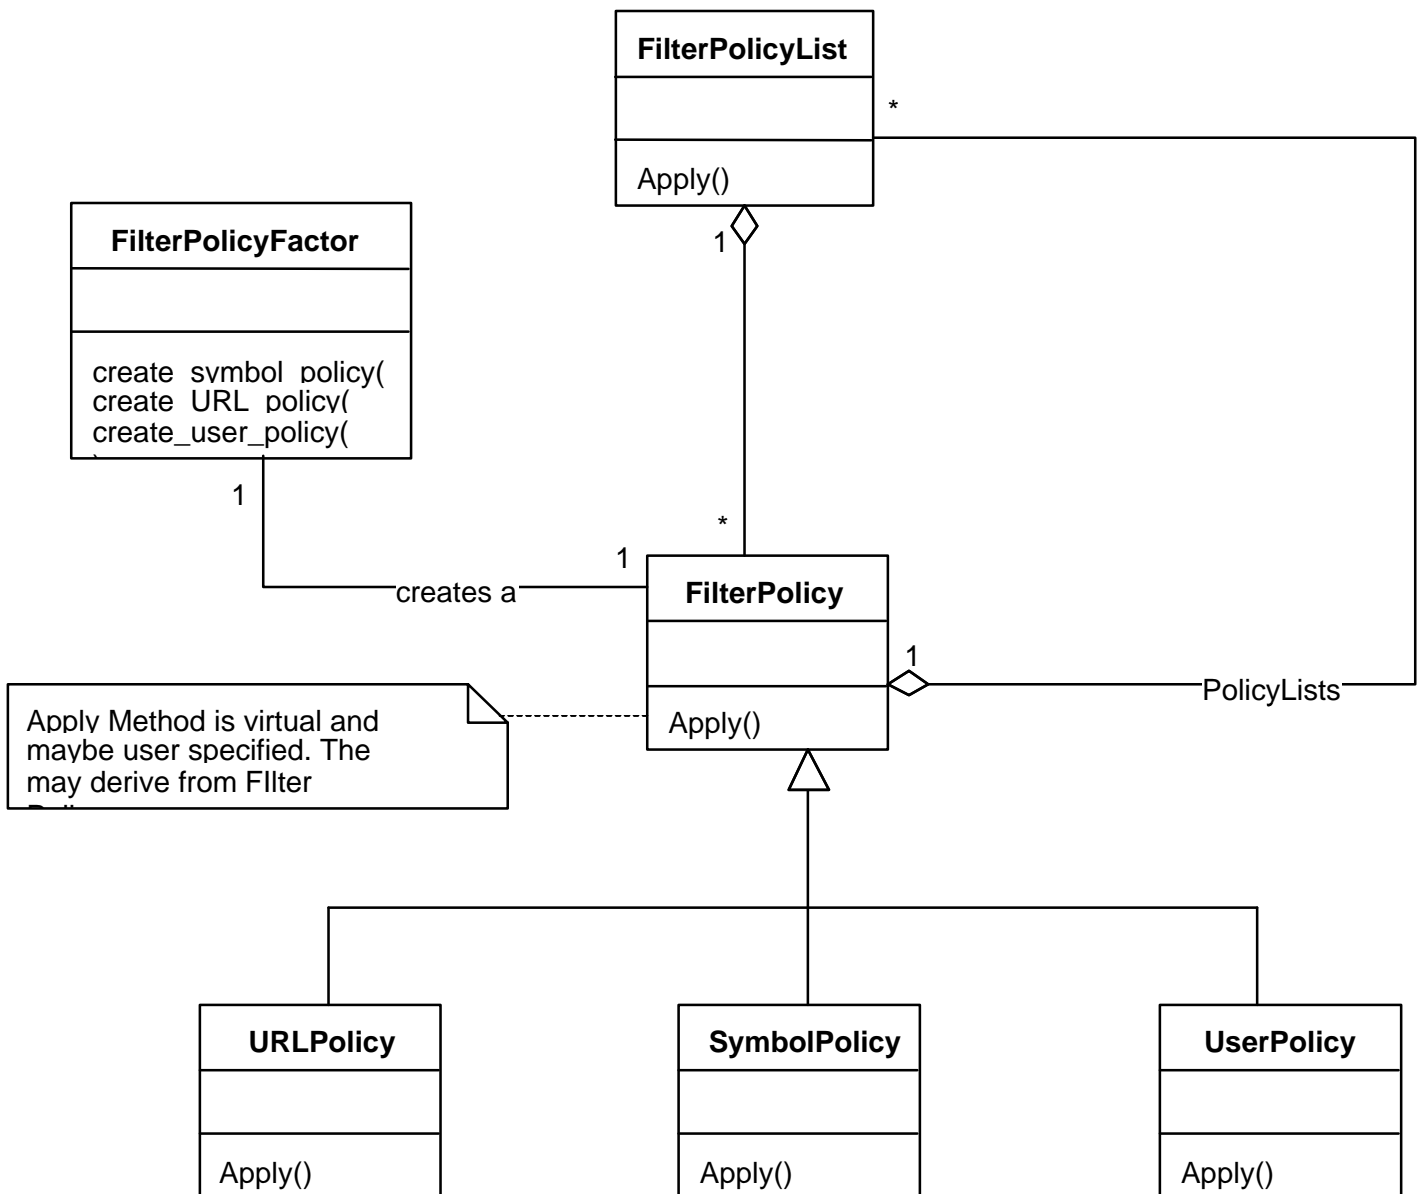 FilterPolicyList
*
Apply()
1
FilterPolicyFactor
create_symbol_policy(
create_URL_policy(
create_user_policy(
1
*
1
creates a
FilterPolicy
1
PolicyLists
Apply()
Apply Method is virtual and
maybe user specified. The
may derive from FIlter
URLPolicy
SymbolPolicy
UserPolicy
Apply()
Apply()
Apply()